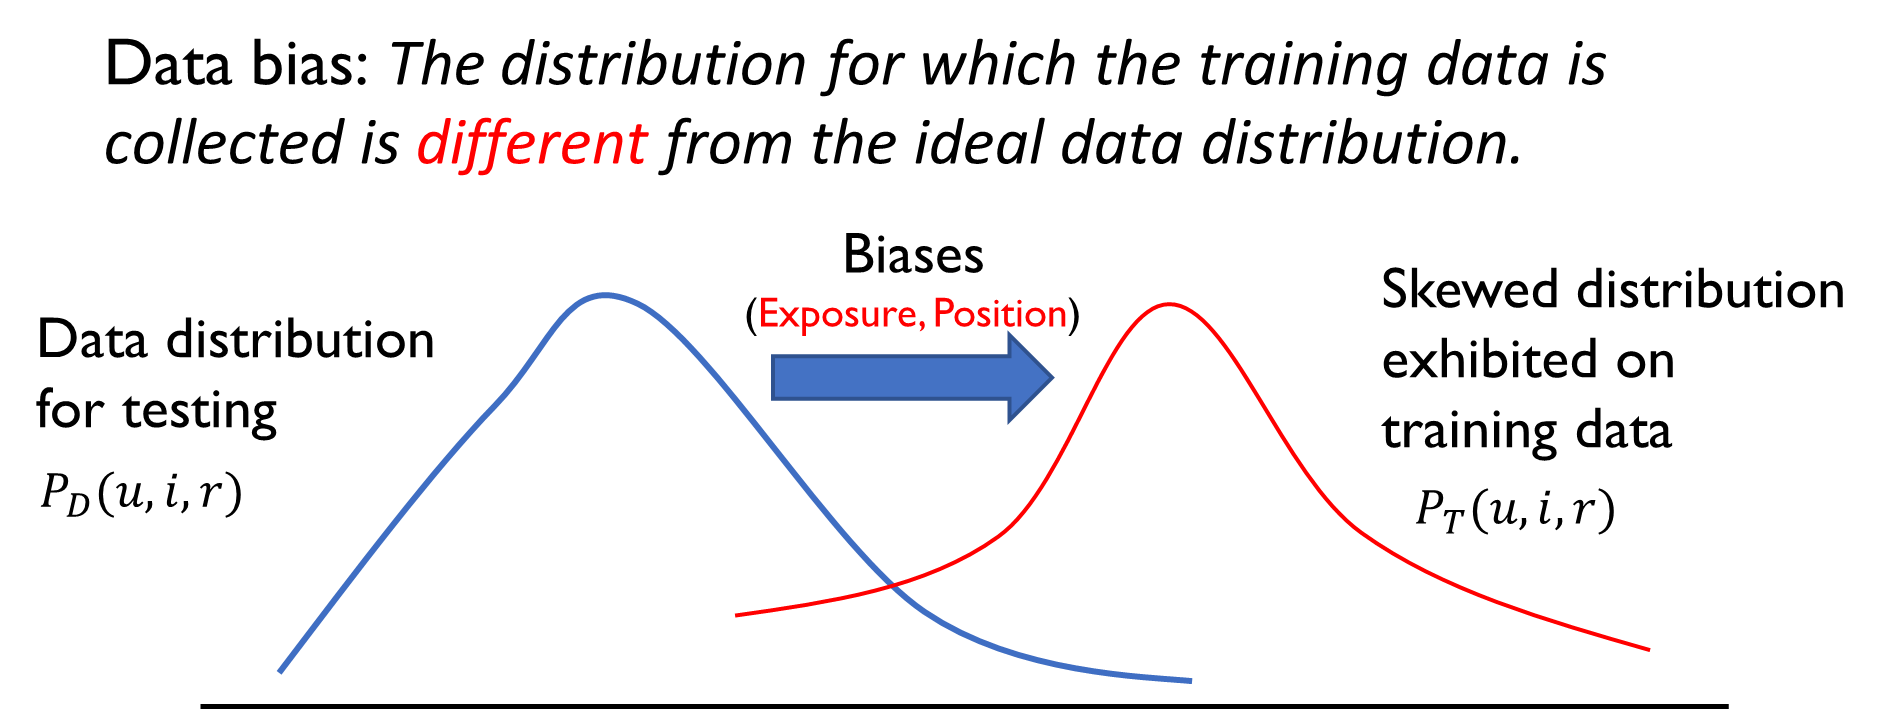 Data bias: The distribution for which the training data is
collected is different from the ideal data distribution.
Biases
(Exposure, Position)
Data distribution
for testing
P_D(u, i, r)
Skewed distribution
exhibited on
training data
P_T(u, i, r)